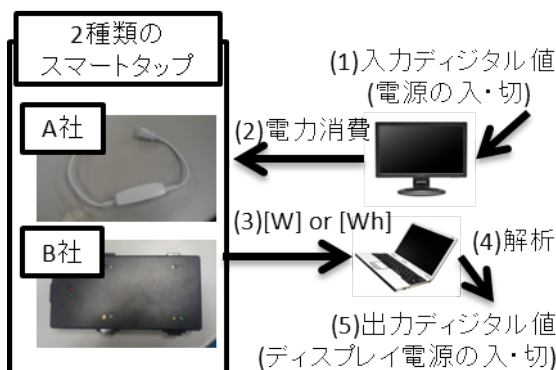 2種類の
スマートタップ
A社
B社
(1)入力ディジタル値
(電源の入・切)
(2)電力消費
(3)[W] or [Wh]
(4)解析
(5)出力ディジタル値
(ディスプレイ電源の入・切)